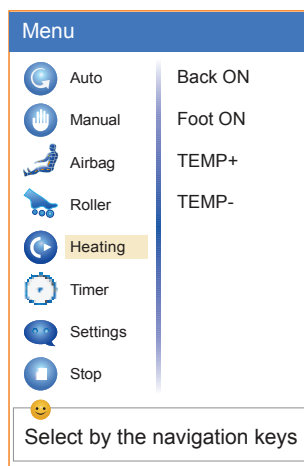 Menu
Auto
Manual
Airbag
Roller
Heating
Timer
Settings
Stop
Back ON
Foot ON
TEMP+
TEMP-
Select by the navigation keys